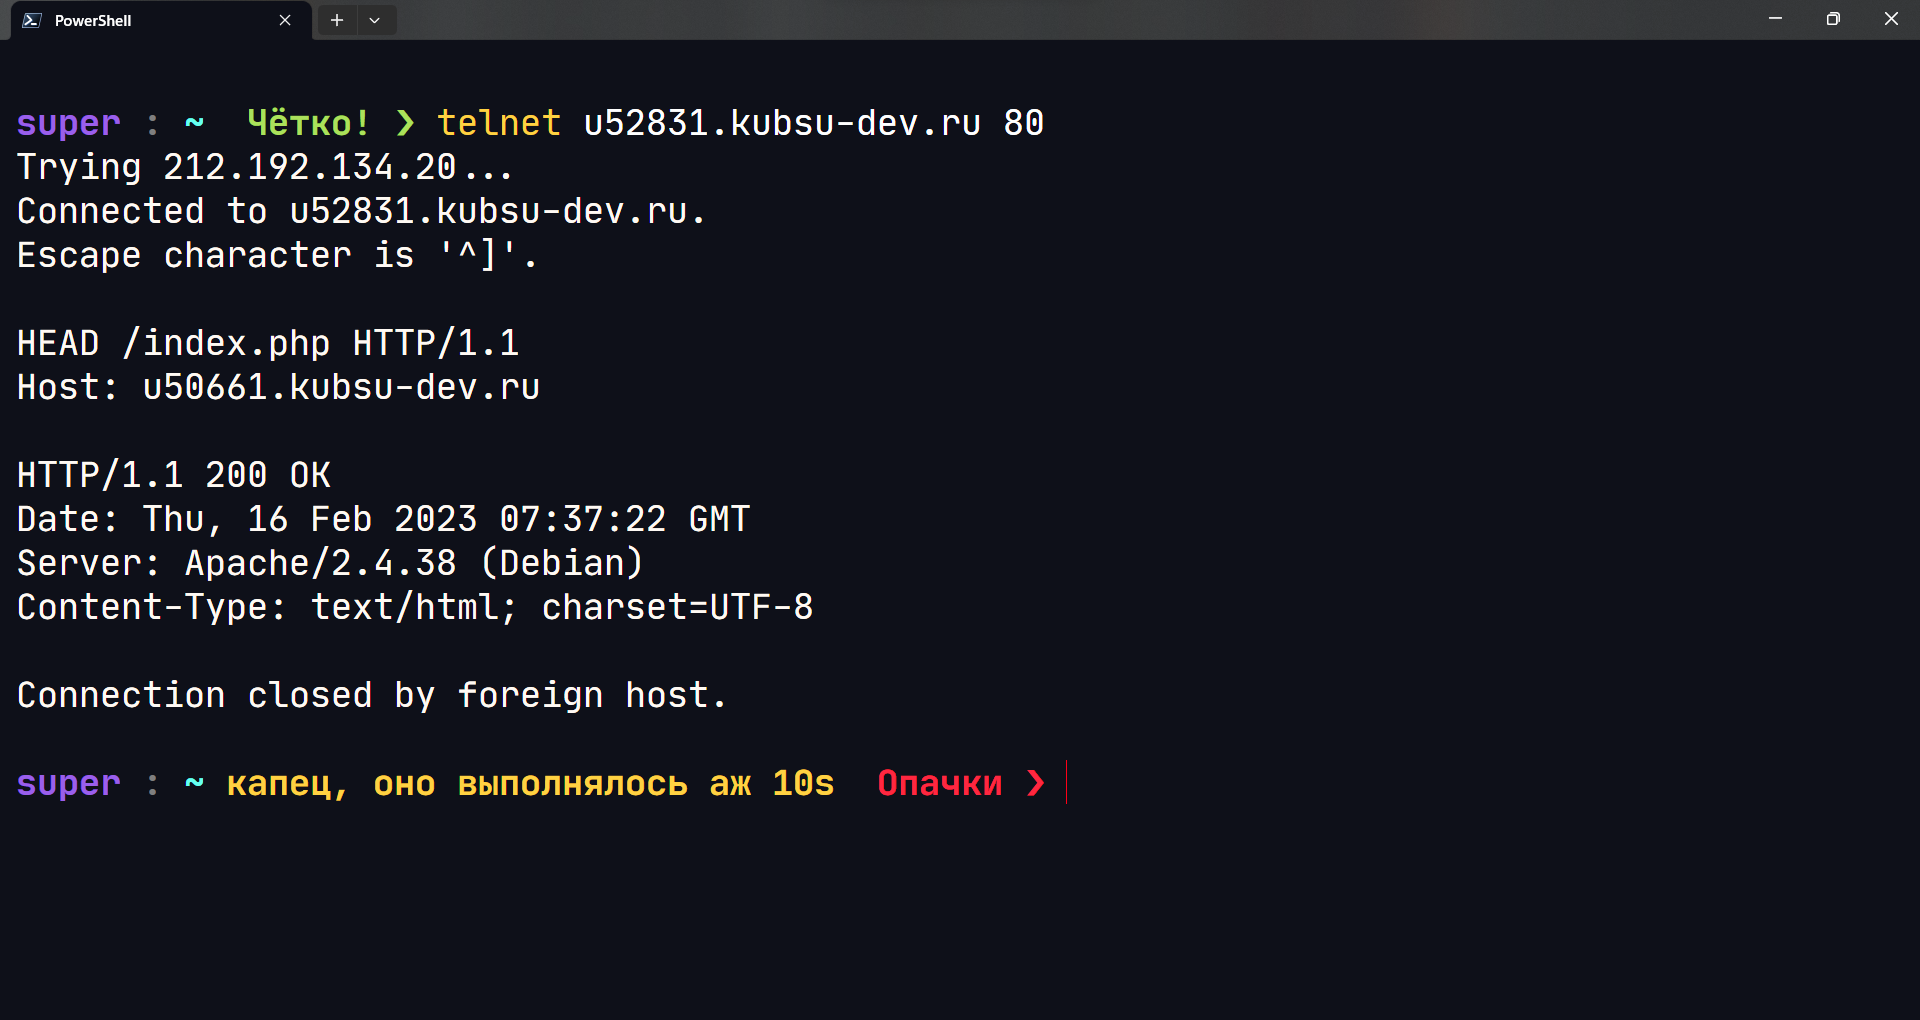 PowerShell
super : ~ Чётко! ❯ telnet u52831.kubsu-dev.ru 80
Trying 212.192.134.20...
Connected to u52831.kubsu-dev.ru.
Escape character is '^]'.
HEAD /index.php HTTP/1.1
Host: u50661.kubsu-dev.ru
HTTP/1.1 200 OK
Date: Thu, 16 Feb 2023 07:37:22 GMT
Server: Apache/2.4.38 (Debian)
Content-Type: text/html; charset=UTF-8
Connection closed by foreign host.
super : ~ капец, оно выполнялось аж 10s Опачки ❯